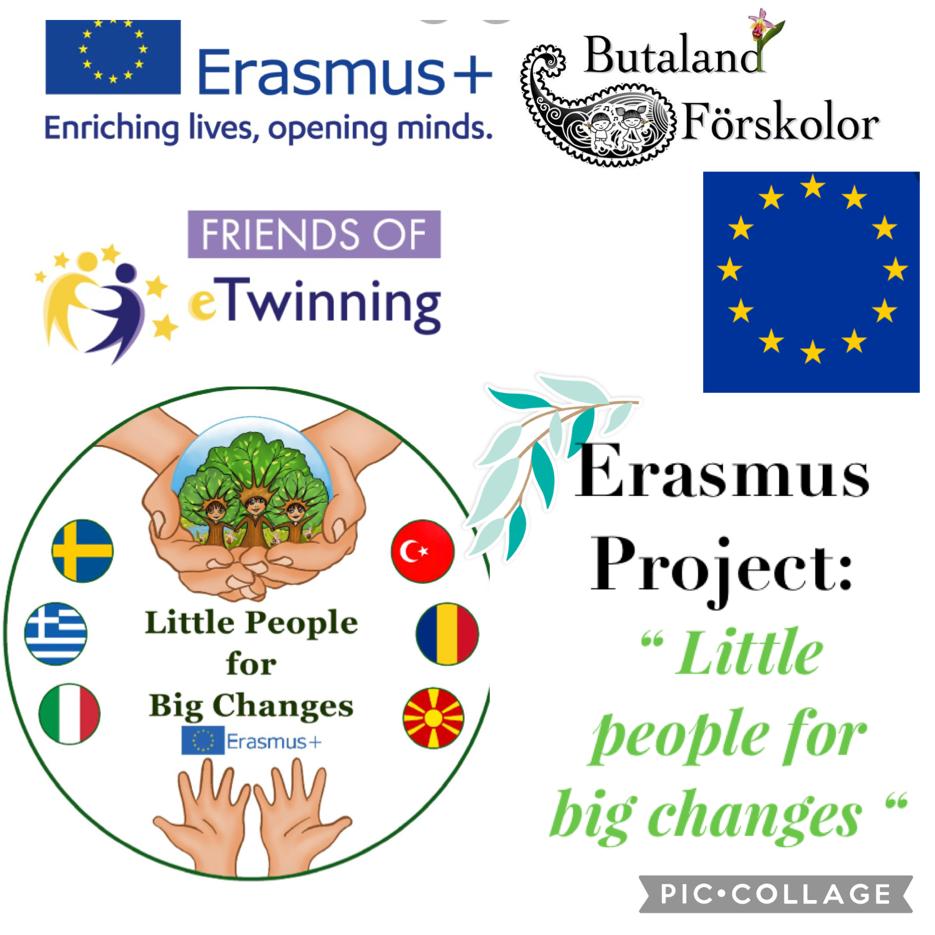 Erasmus+
Enriching lives, opening minds.
Butaland
Förskolor
FRIENDS OF
eTwinning
Little People
for
Big Changes
Erasmus+
Erasmus
Project:
“ Little
people for
big changes “
PIC•COLLAGE